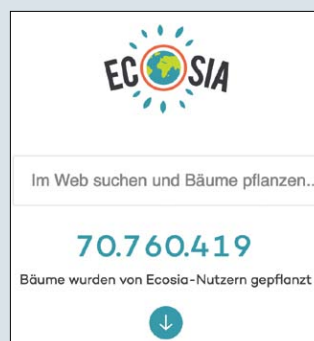 ECOSIA
Im Web suchen und Bäume pflanzen..
70.760.419
Bäume wurden von Ecosia-Nutzern gepflanzt